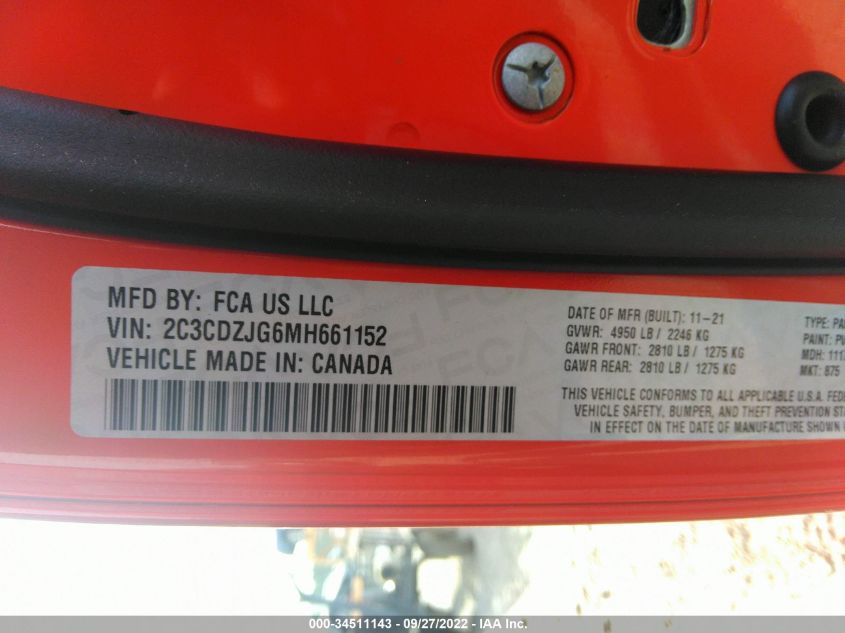 MFD BY: FCA US LLC
VIN: 2C3CDZJG6MH661152
VEHICLE MADE IN: CANADA
DATE OF MFR (BUILT): 11-21
GVWR: 4950 LB / 2246 KG
GAWR FRONT: 2810 LB / 1275 KG
GAWR REAR: 2810 LB / 1275 KG
TYPE:
PAINT:
MDH:
MKT: 875
THIS VEHICLE CONFORMS TO ALL APPLICABLE U.S.A.
VEHICLE SAFETY, BUMPER, AND THEFT PREVENTION
IN EFFECT ON THE DATE OF MANUFACTURE SHOWN
000-34511143 - 09/27/2022 - IAA Inc.